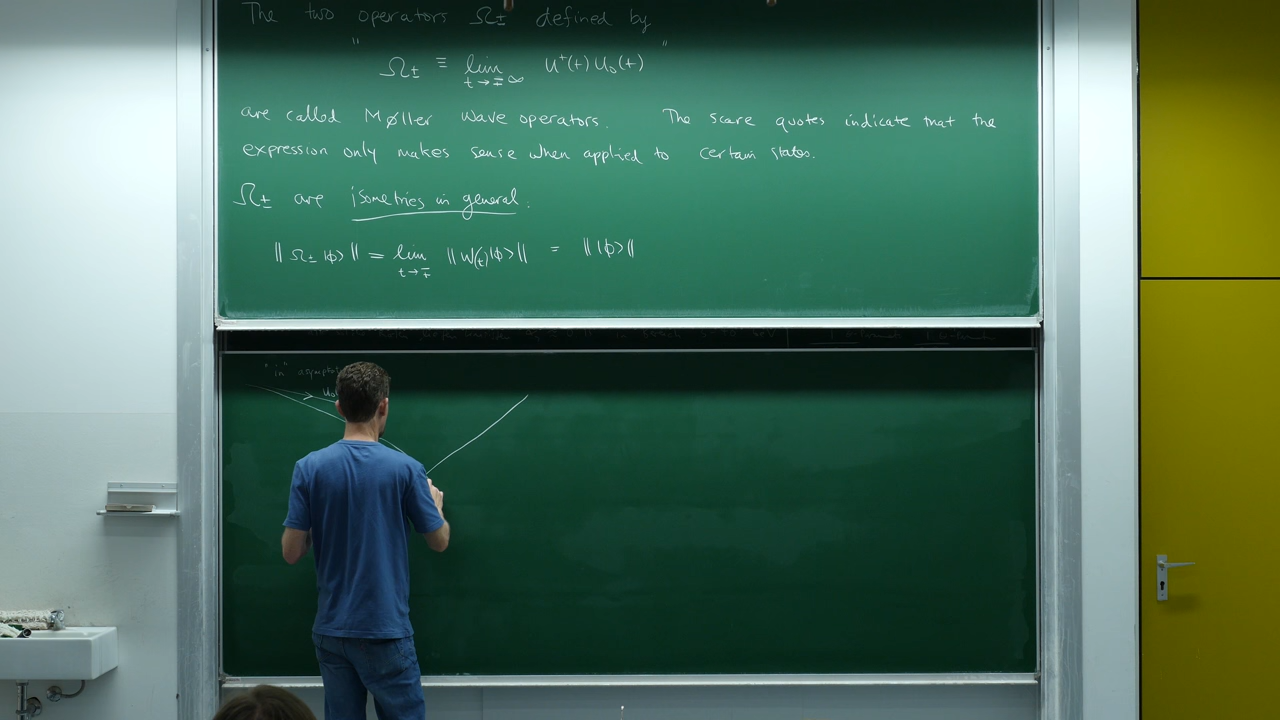 The two operators Ω± defined by
" Ω± ≡ lim t→∓∞ U†(t) U₀(t) "
are called Møller wave operators. The scare quotes indicate that the
expression only makes sense when applied to certain states.
Ω± are isometries in general.
‖ Ω± |ϕ> ‖ = lim t→∓ ‖ W(t)|ϕ> ‖ = ‖ |ϕ> ‖
"in"